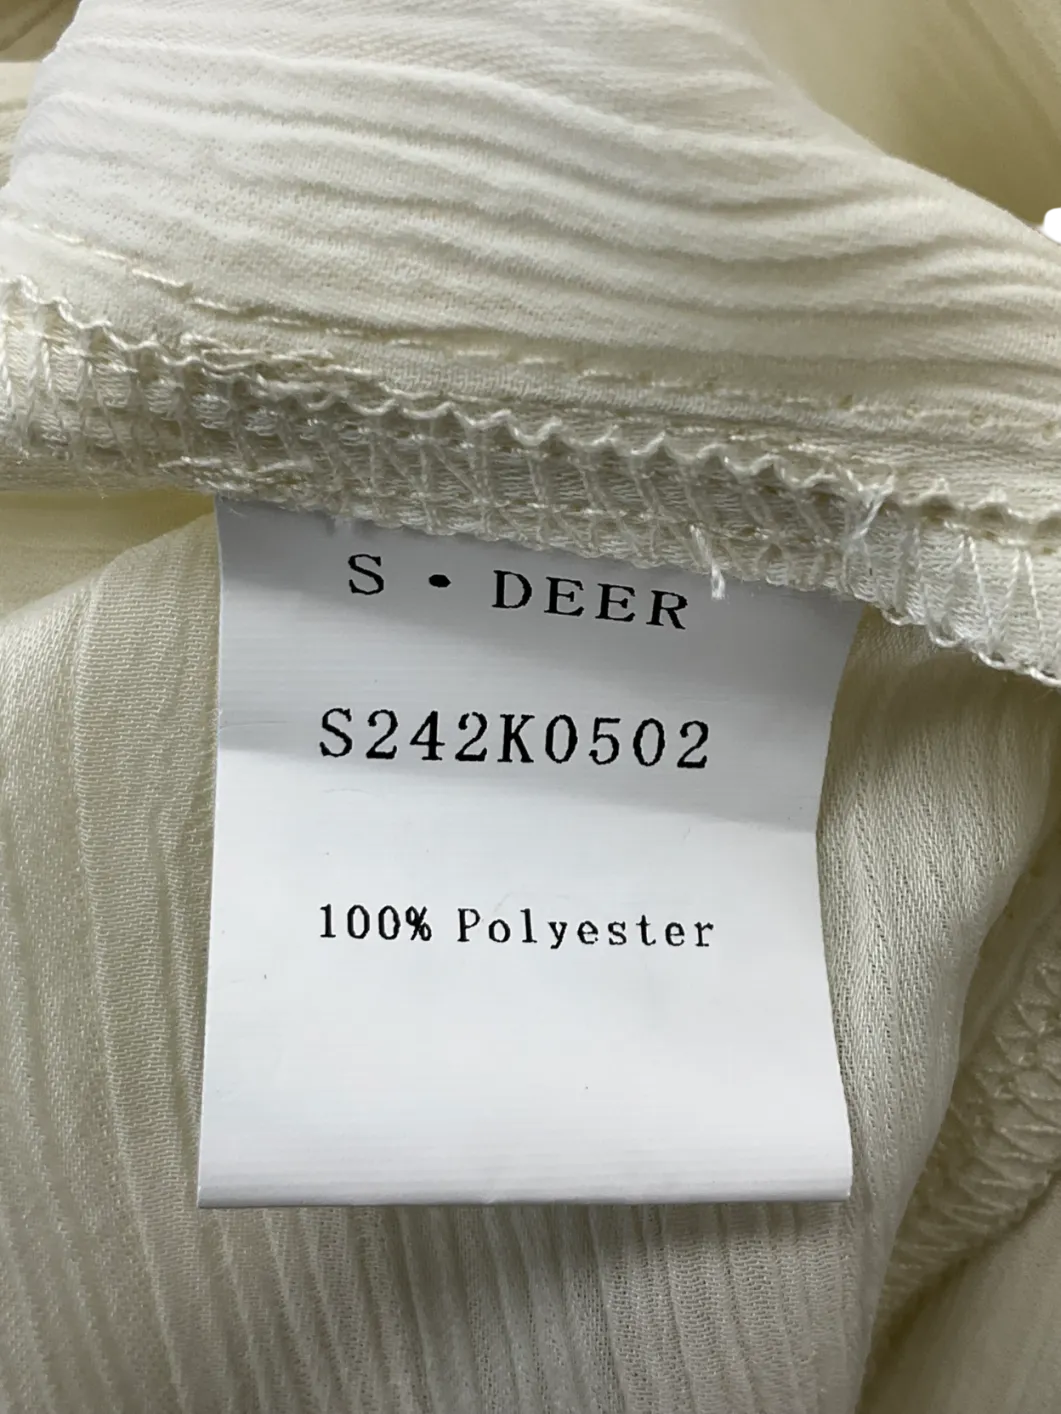 S • DEER
S242K0502
100% Polyester